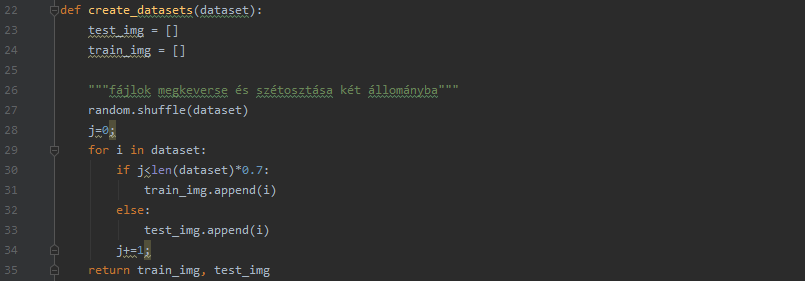 22 def create_datasets(dataset):
23     test_img = []
24     train_img = []
25
26     """fájlok megkeverse és szétosztása két állományba"""
27     random.shuffle(dataset)
28     j=0;
29     for i in dataset:
30         if j<len(dataset)*0.7:
31             train_img.append(i)
32         else:
33             test_img.append(i)
34         j+=1;
35     return train_img, test_img